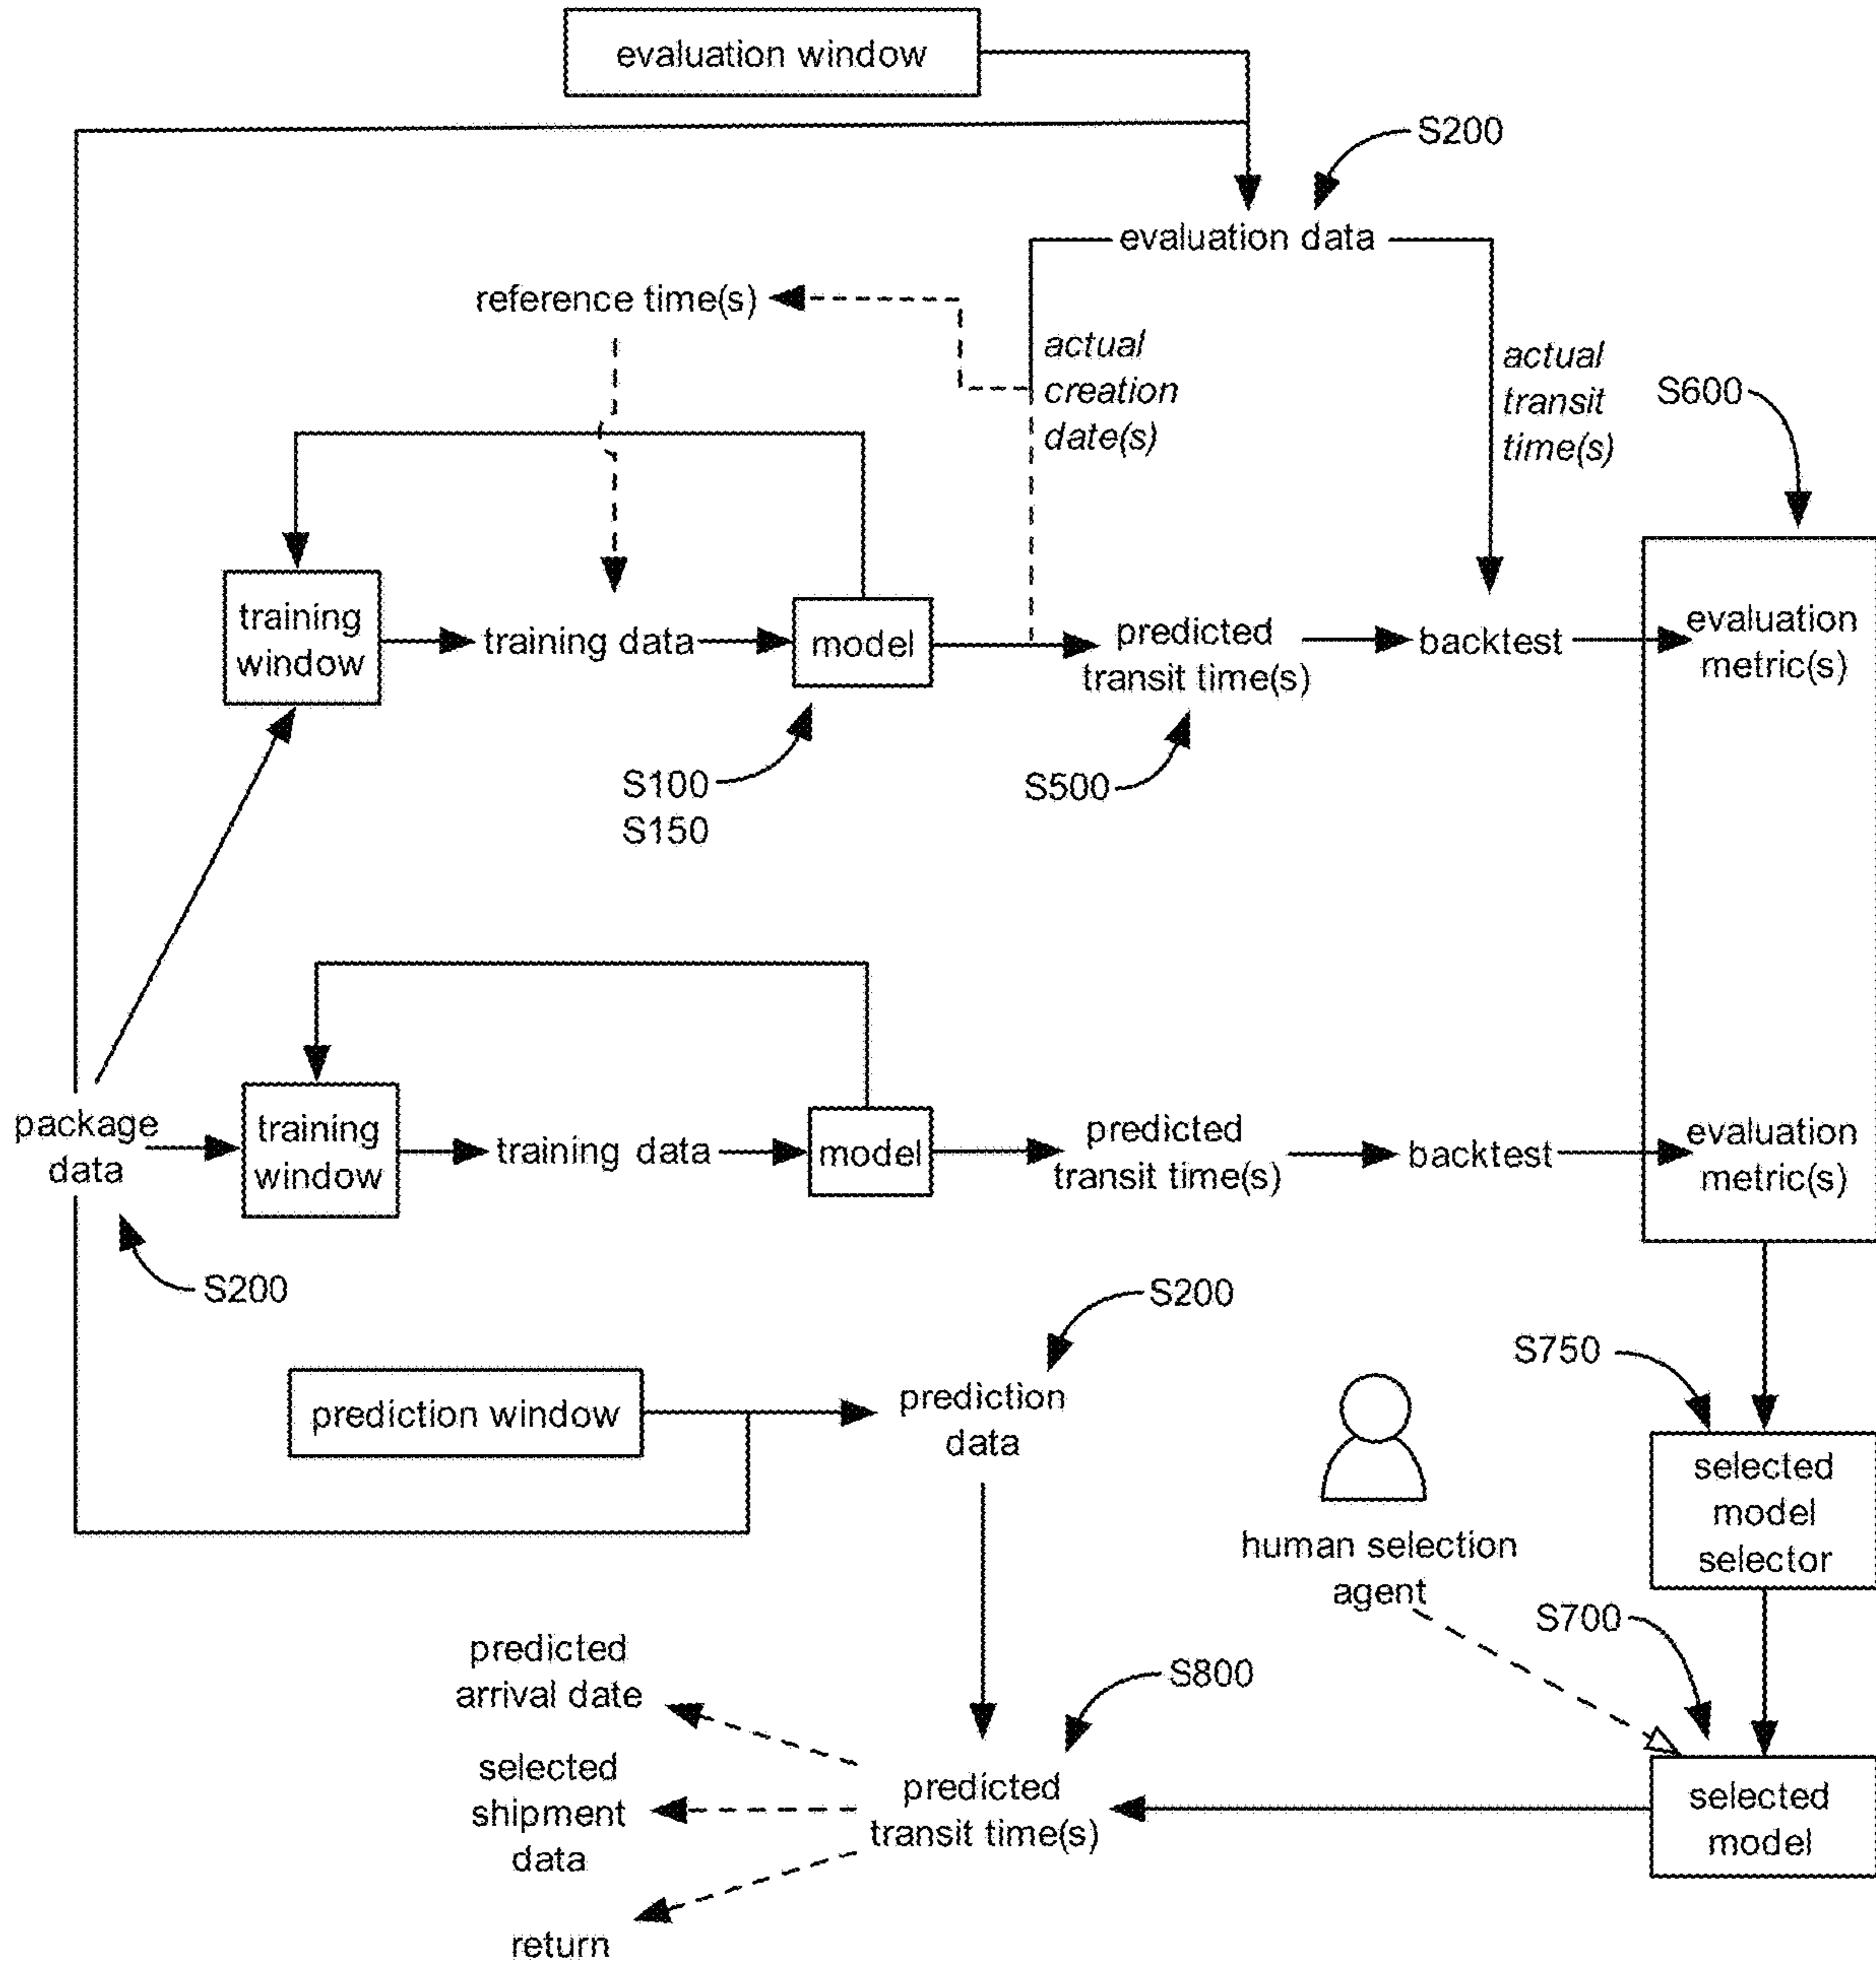 evaluation window
S200
evaluation data
reference time(s)
actual
creation
date(s)
actual
transit
time(s)
S600
training
window
training data
model
predicted
transit time(s)
backtest
evaluation
metric(s)
S100
S150
S500
package
data
training
window
training data
model
predicted
transit time(s)
backtest
evaluation
metric(s)
S200
S200
prediction window
prediction
data
S750
selected
model
selector
human selection
agent
S700
predicted
arrival date
S800
selected
shipment
data
predicted
transit time(s)
selected
model
return